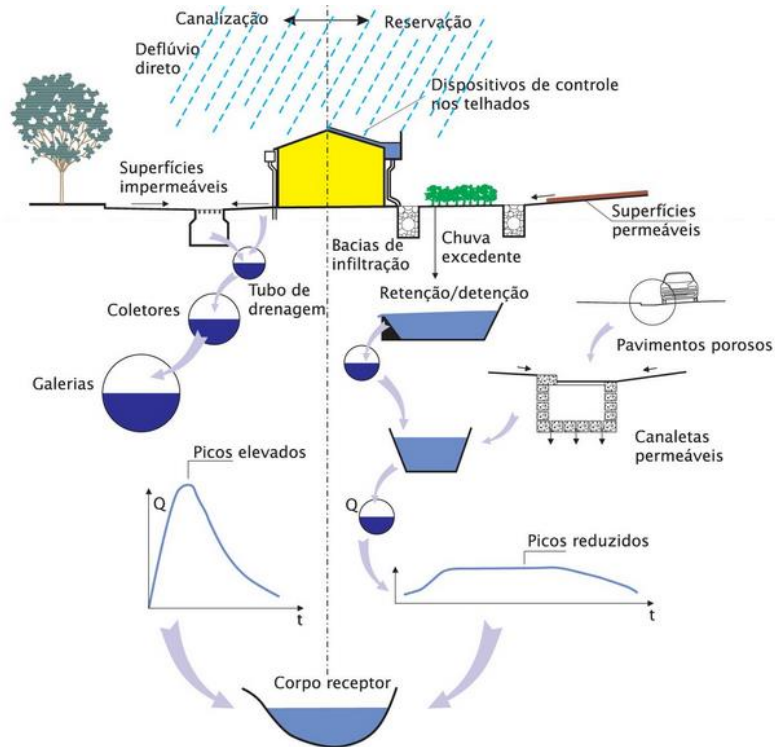 Canalização
Reservação
Deflúvio
direto
Dispositivos de controle
nos telhados
Superfícies
impermeáveis
Superfícies
permeáveis
Bacias de
infiltração
Chuva
excedente
Tubo de
drenagem
Coletores
Galerias
Retenção/detenção
Pavimentos porosos
Canaletas
permeáveis
Picos elevados
Q
t
Q
Picos reduzidos
t
Corpo receptor